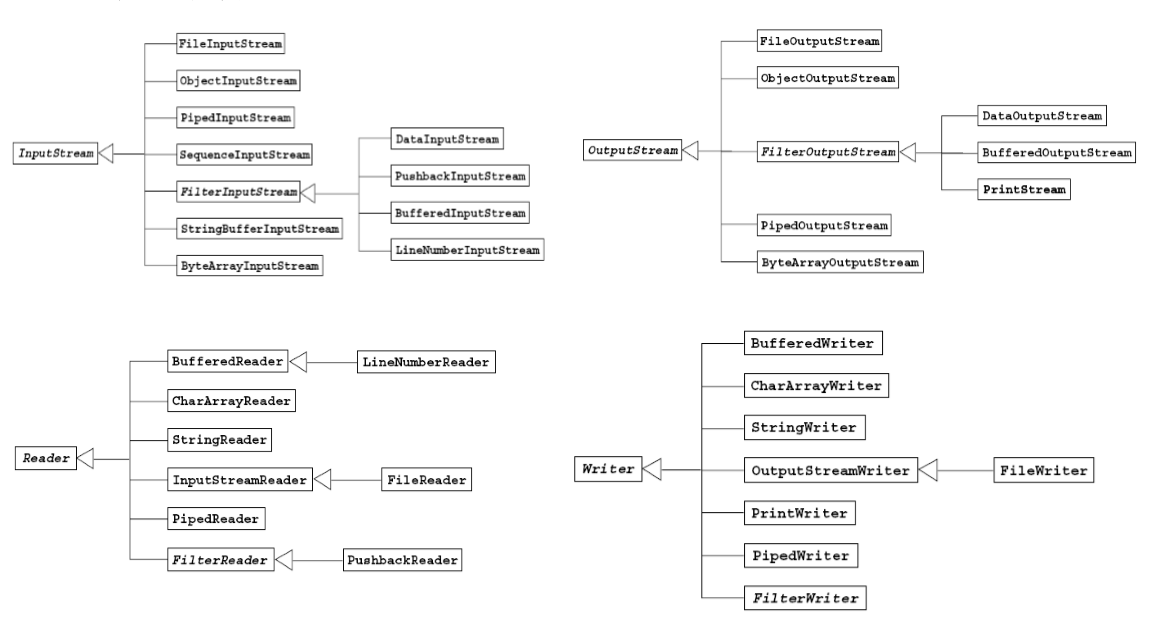 FileInputStream
ObjectInputStream
PipedInputStream
InputStream
SequenceInputStream
FilterInputStream
StringBufferInputStream
ByteArrayInputStream
DataInputStream
PushbackInputStream
BufferedInputStream
LineNumberInputStream
FileOutputStream
ObjectOutputStream
OutputStream
FilterOutputStream
PipedOutputStream
ByteArrayOutputStream
DataOutputStream
BufferedOutputStream
PrintStream
BufferedReader
LineNumberReader
CharArrayReader
StringReader
Reader
InputStreamReader
FileReader
PipedReader
FilterReader
PushbackReader
BufferedWriter
CharArrayWriter
StringWriter
Writer
OutputStreamWriter
FileWriter
PrintWriter
PipedWriter
FilterWriter